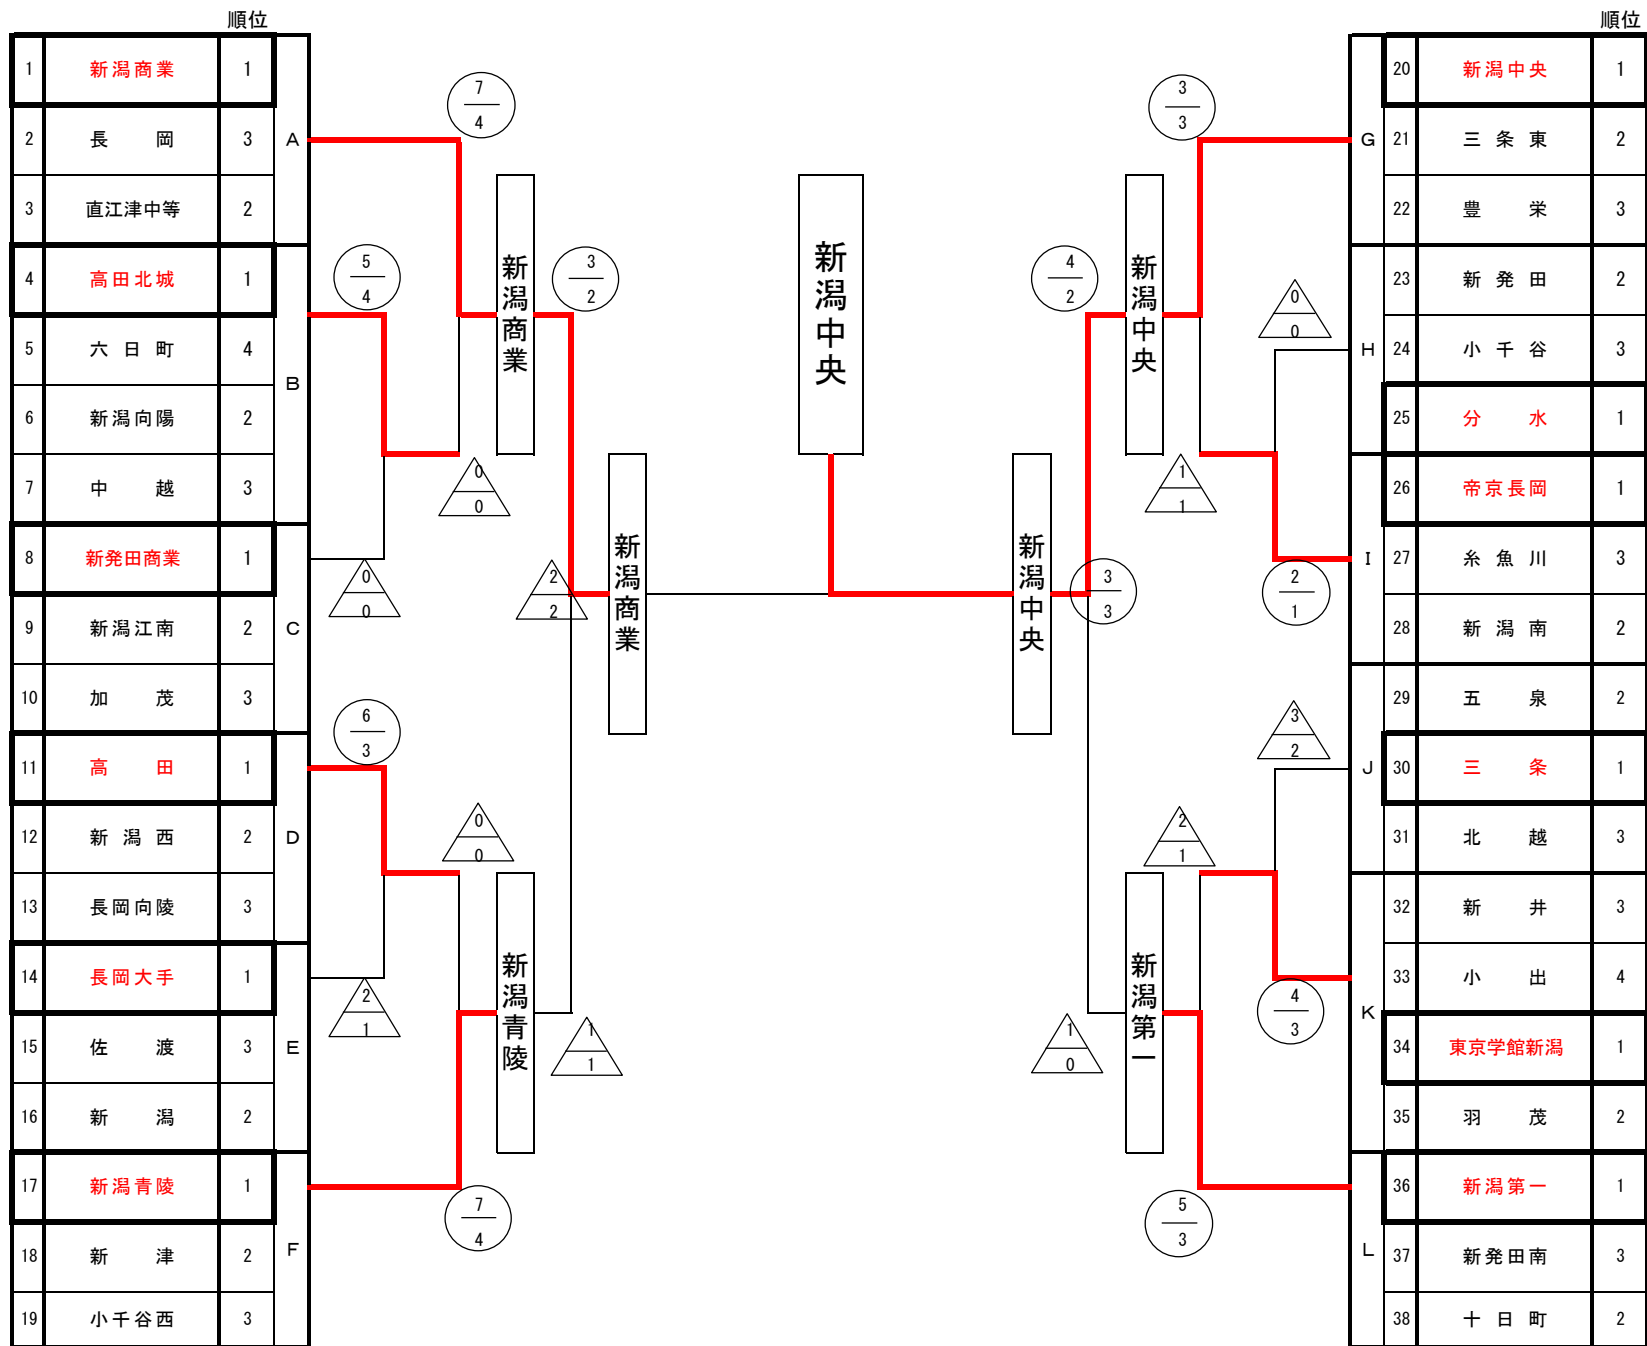 順位
1 新潟商業 1
2 長岡 3
3 直江津中等 2
A
4 高田北城 1
5 六日町 4
6 新潟向陽 2
7 中越 3
B
8 新発田商業 1
9 新潟江南 2
10 加茂 3
C
11 高田 1
12 新潟西 2
13 長岡向陵 3
D
14 長岡大手 1
15 佐渡 3
16 新潟 2
E
17 新潟青陵 1
18 新津 2
19 小千谷西 3
F
7
4
5
4
0
0
0
0
6
3
0
0
2
1
7
4
新潟商業
3
2
新潟青陵
1
1
2
2
新潟商業
新潟中央
新潟中央
3
3
新潟中央
4
2
新潟第一
1
0
3
3
0
0
1
1
2
1
3
2
2
1
4
3
5
3
順位
20 新潟中央 1
21 三条東 2
22 豊栄 3
G
23 新発田 2
24 小千谷 3
25 分水 1
H
26 帝京長岡 1
27 糸魚川 3
28 新潟南 2
I
29 五泉 2
30 三条 1
31 北越 3
J
32 新井 3
33 小出 4
34 東京学館新潟 1
35 羽茂 2
K
36 新潟第一 1
37 新発田南 3
38 十日町 2
L